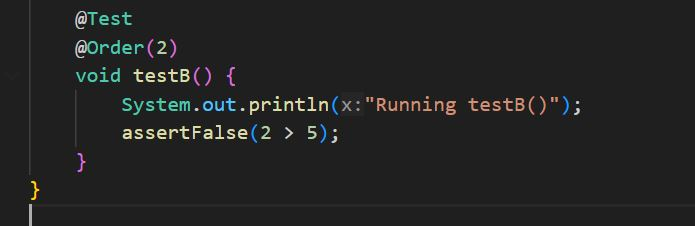 @Test
@Order(2)
void testB() {
System.out.println(x:"Running testB()");
assertFalse(2 > 5);
}
}